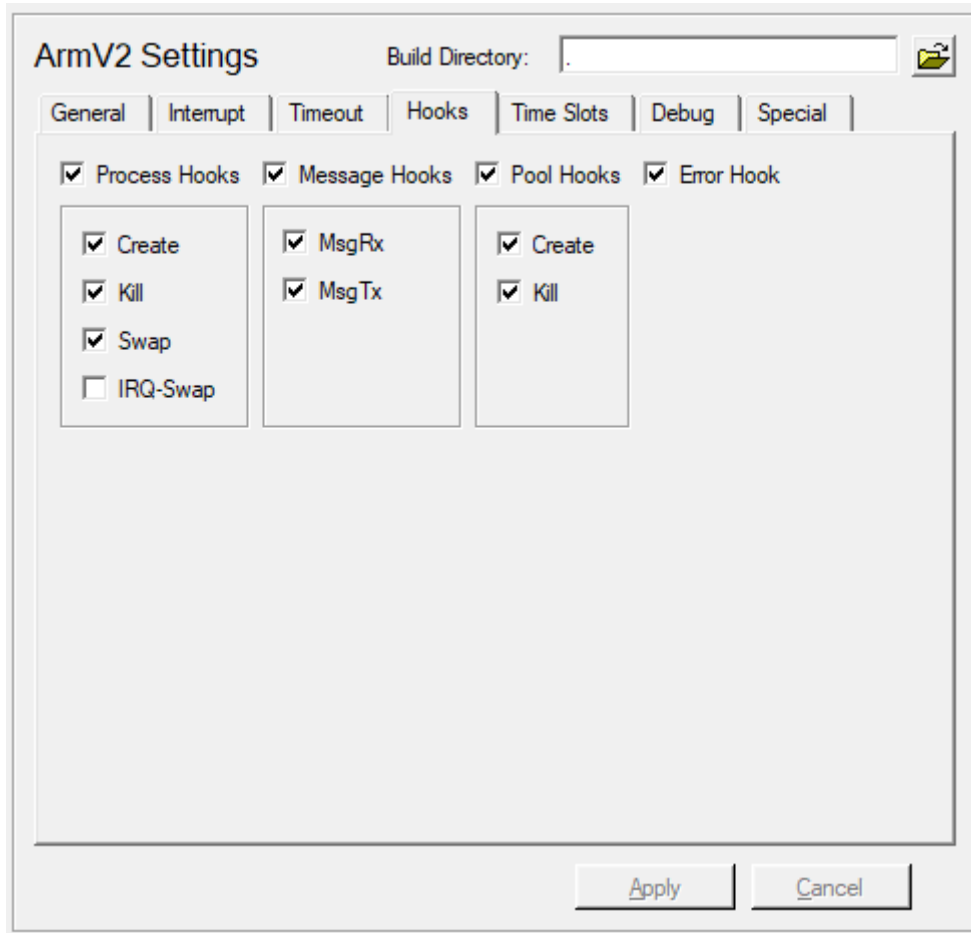 ArmV2 Settings Build Directory: .
General Interrupt Timeout Hooks Time Slots Debug Special
Process Hooks Message Hooks Pool Hooks Error Hook
Create MsgRx Create
Kill MsgTx Kill
Swap
IRQ-Swap
Apply Cancel